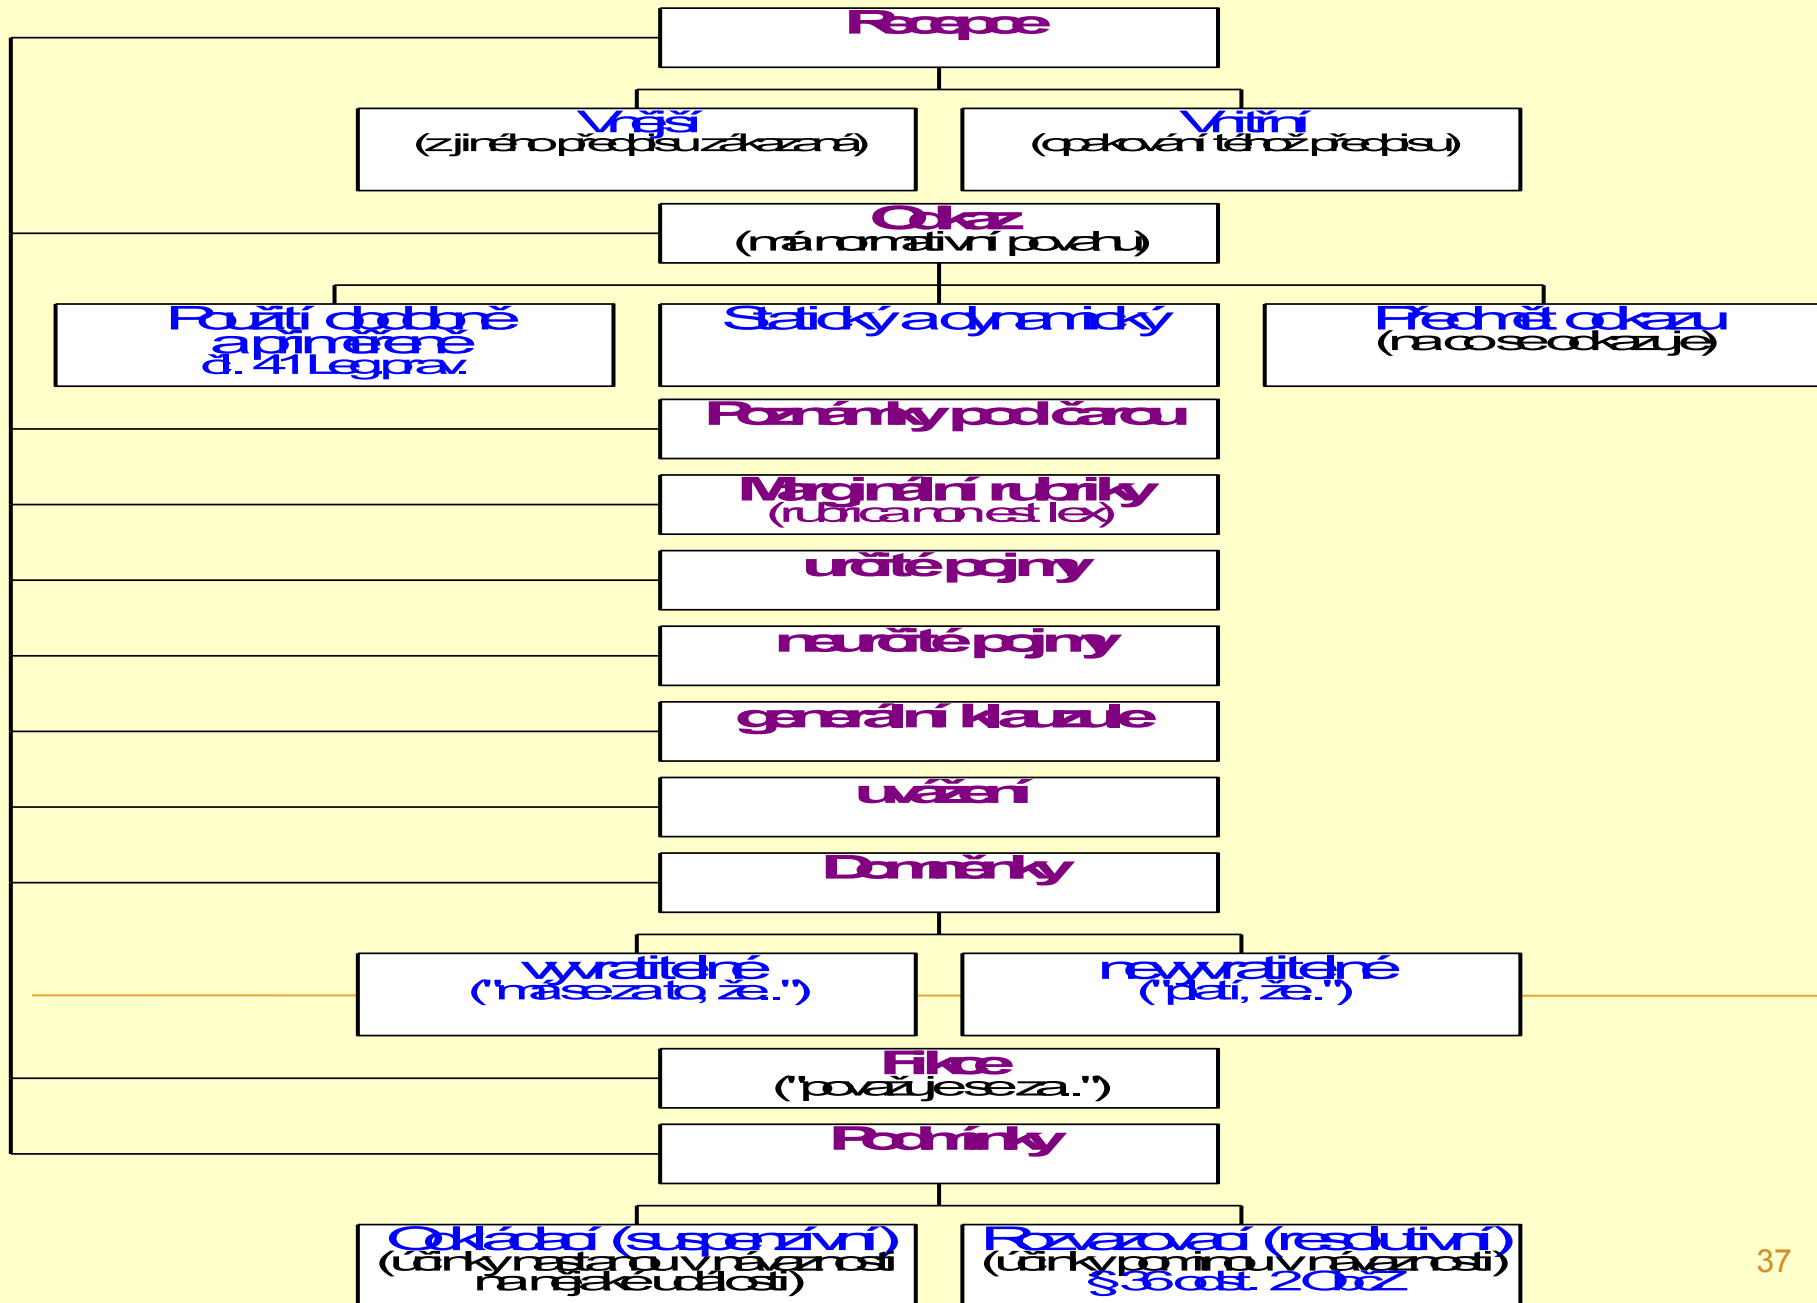 Recepce
Vnější
(z jiného předpisu zákazaná)
Vnitřní
(opakování téhož předpisu)
Odkaz
(má normativní povahu)
Použití obdobně
a přiměřeně
čl. 41 Leg.prav.
Statický a dynamický
Předmět odkazu
(na co se odkazuje)
Poznámky pod čarou
Marginální rubriky
(rubrica non est lex)
určité pojmy
neurčité pojmy
generální klauzule
uvážení
Domněnky
vyvratitelné
("má se za to, že..")
nevyvratitelné
("platí, že..")
Fikce
("považuje se za..")
Podmínky
Odkládací (suspenzívní)
(účinky nastanou v návaznosti
na nějaké události)
Rozvazovací (resolutivní)
(účinky pominou v návaznosti)
§ 36 odst. 2 ObčZ
37